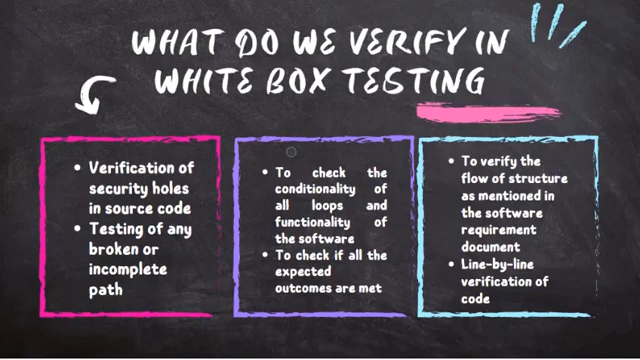 WHAT DO WE VERIFY IN
WHITE BOX TESTING
• Verification of
security holes
in source code
• Testing of any
broken or
incomplete
path
• To check the
conditionality of
all loops and
functionality of
the software
• To check if all the
expected
outcomes are met
• To verify the
flow of structure
as mentioned in
the software
requirement
document
• Line-by-line
verification of
code